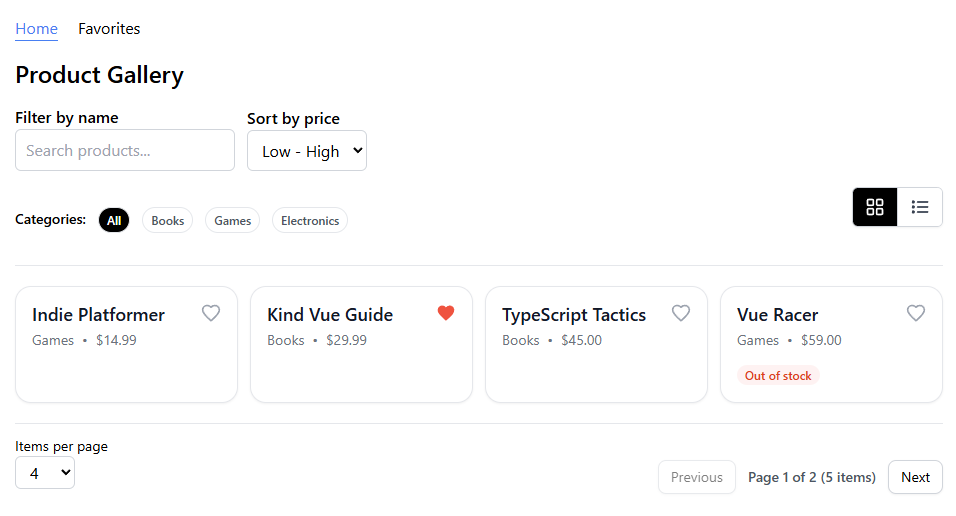 Home Favorites
Product Gallery
Filter by name Sort by price
Search products... Low - High
Categories: All Books Games Electronics
Indie Platformer
Games • $14.99
Kind Vue Guide
Books • $29.99
TypeScript Tactics
Books • $45.00
Vue Racer
Games • $59.00
Out of stock
Items per page
4
Previous Page 1 of 2 (5 items) Next